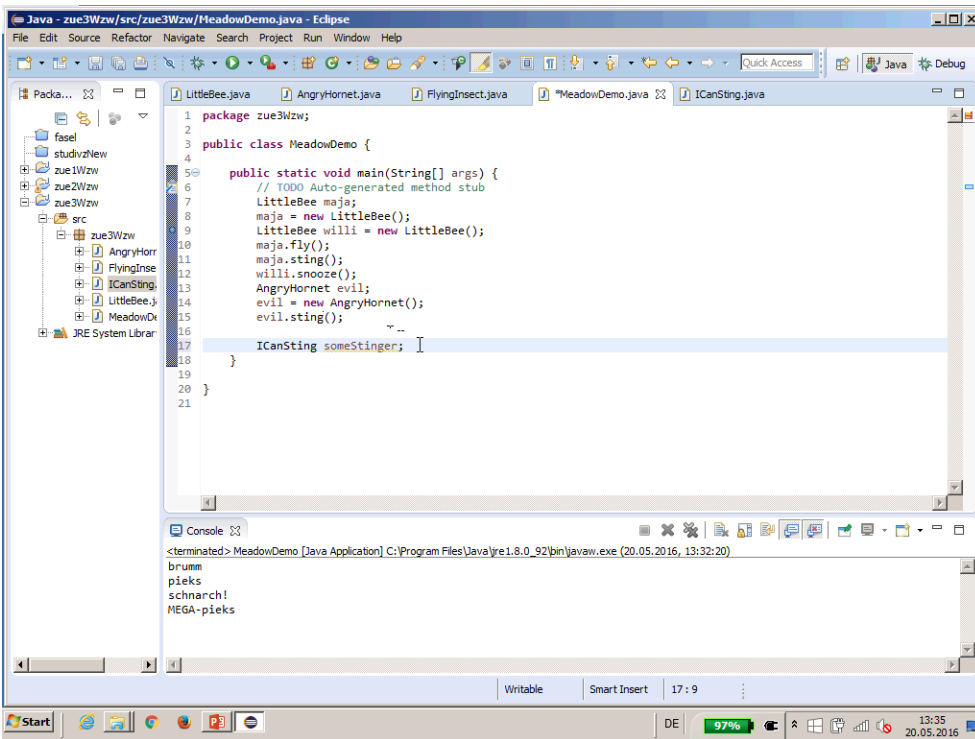 Java - zue3Wzw/src/zue3Wzw/MeadowDemo.java - Eclipse
File Edit Source Refactor Navigate Search Project Run Window Help
Quick Access Java Debug
Packa...
fasel
studivzNew
zue1Wzw
zue2Wzw
zue3Wzw
src
zue3Wzw
AngryHorr
FlyingInse
ICanSting.
LittleBee.j
MeadowDe
JRE System Librar
LittleBee.java AngryHornet.java FlyingInsect.java *MeadowDemo.java ICanSting.java
1 package zue3Wzw;
2
3 public class MeadowDemo {
4
5 public static void main(String[] args) {
6 // TODO Auto-generated method stub
7 LittleBee maja;
8 maja = new LittleBee();
9 LittleBee willi = new LittleBee();
10 maja.fly();
11 maja.sting();
12 willi.snooze();
13 AngryHornet evil;
14 evil = new AngryHornet();
15 evil.sting();
16
17 ICanSting someStinger;
18 }
19
20 }
21
Console
<terminated> MeadowDemo [Java Application] C:\Program Files\Java\jre1.8.0_92\bin\javaw.exe (20.05.2016, 13:32:20)
brumm
pieks
schnarch!
MEGA-pieks
Writable Smart Insert 17 : 9
Start DE 97% 13:35
20.05.2016